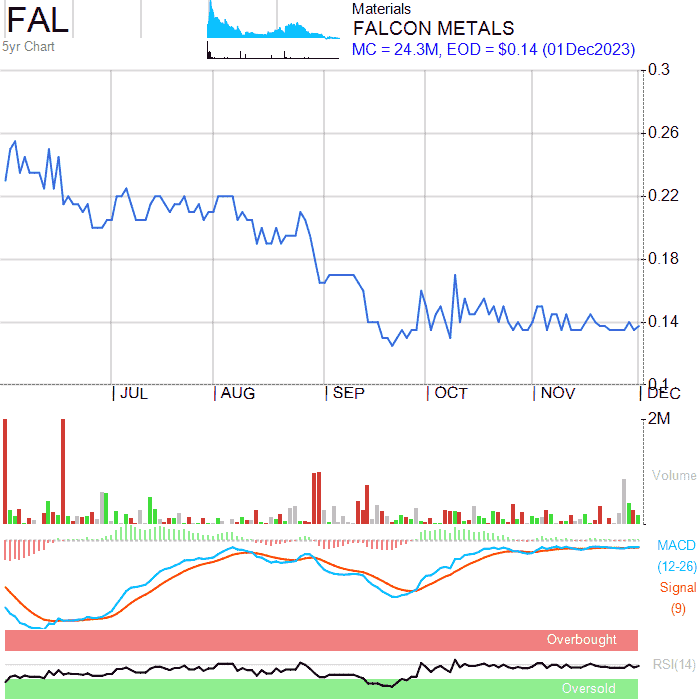 FAL
5yr Chart
Materials
FALCON METALS
MC = 24.3M, EOD = $0.14 (01Dec2023)
0.3
0.26
0.22
0.18
0.14
0.1
JUL AUG SEP OCT NOV DEC
2M
Volume
MACD
(12-26)
Signal
(9)
Overbought
RSI(14)
Oversold